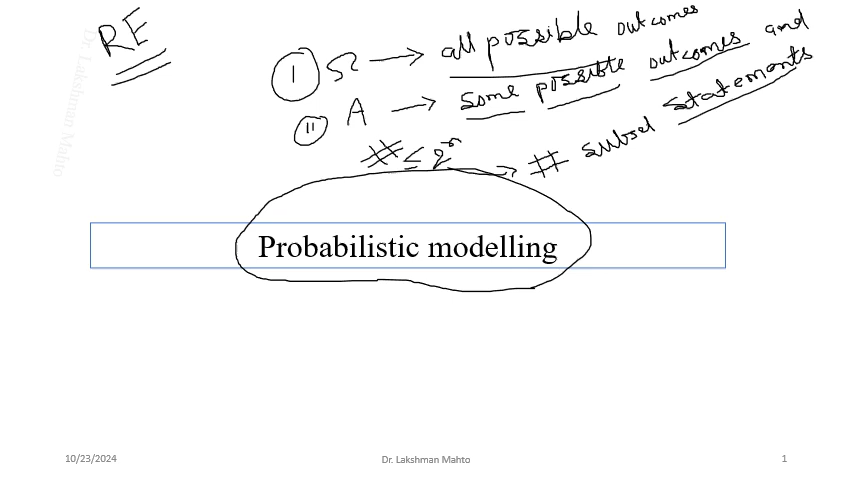 RE
I Ω → all possible outcomes
II A → some possible outcomes and
# ≤ 2ⁿ → # subset statements
Probabilistic modelling
Dr. Lakshman Mahto
10/23/2024 Dr. Lakshman Mahto 1